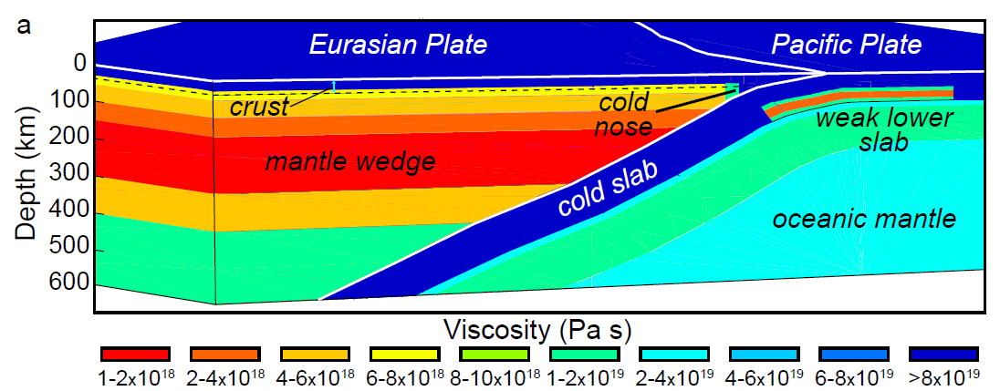 a
Eurasian Plate
Pacific Plate
0
100
200
300
400
500
600
Depth (km)
crust
cold
nose
weak lower
slab
mantle wedge
cold slab
oceanic mantle
Viscosity (Pa s)
1-2x10¹⁸
2-4x10¹⁸
4-6x10¹⁸
6-8x10¹⁸
8-10x10¹⁸
1-2x10¹⁹
2-4x10¹⁹
4-6x10¹⁹
6-8x10¹⁹
>8x10¹⁹